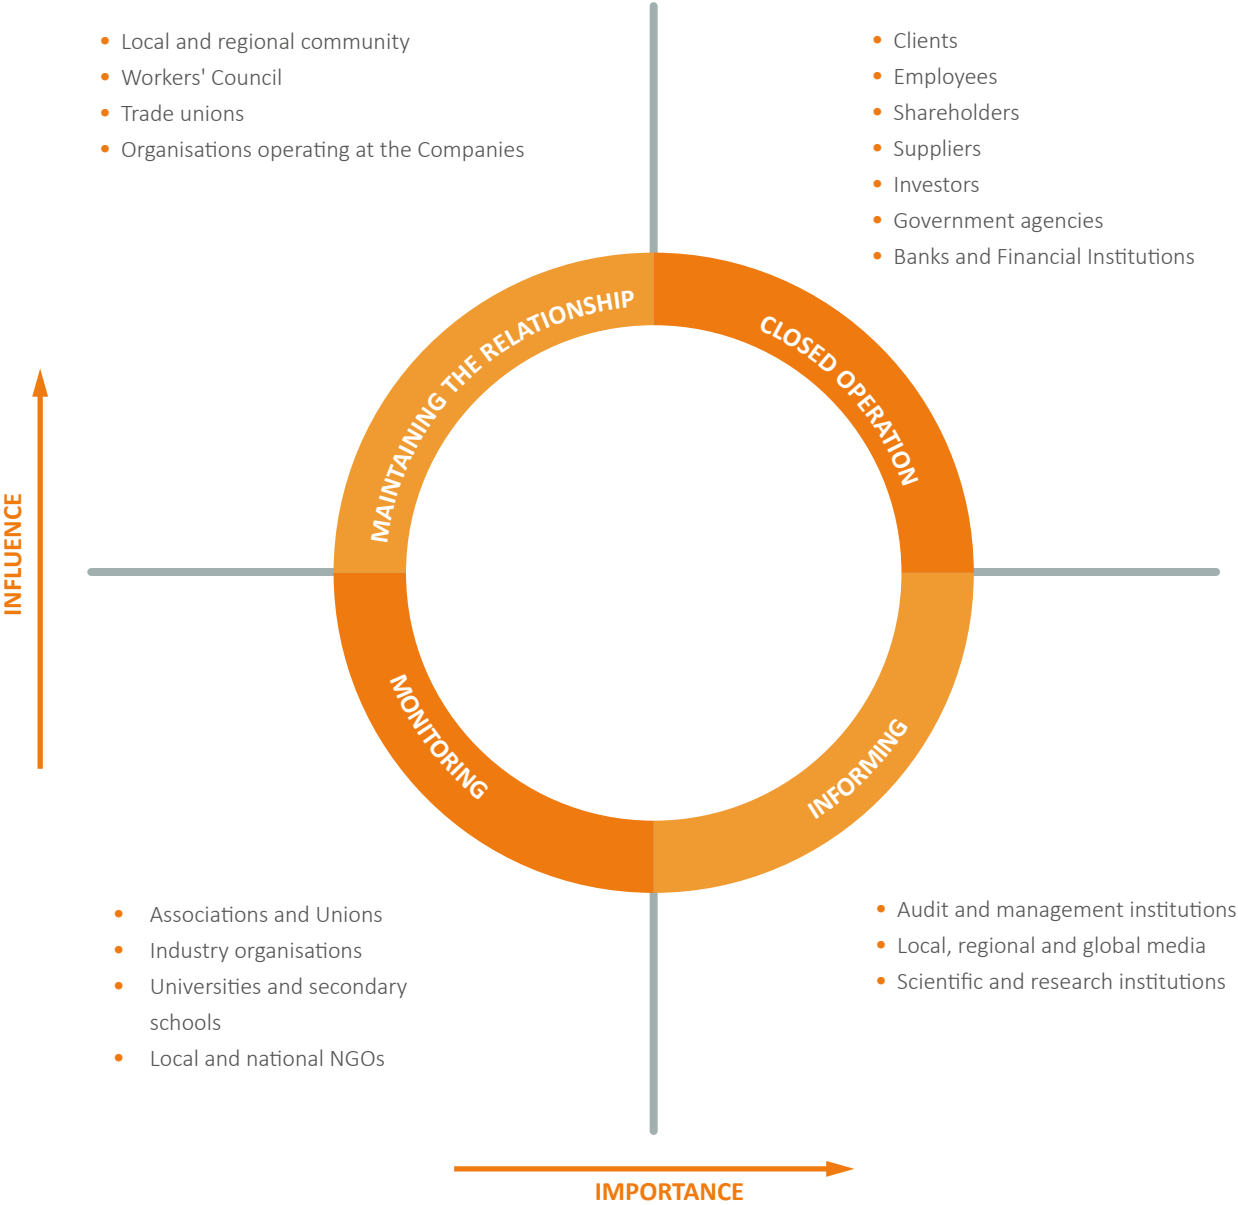 • Local and regional community
• Workers' Council
• Trade unions
• Organisations operating at the Companies
• Clients
• Employees
• Shareholders
• Suppliers
• Investors
• Government agencies
• Banks and Financial Institutions
MAINTAINING THE RELATIONSHIP
CLOSED OPERATION
INFLUENCE
MONITORING
INFORMING
• Associations and Unions
• Industry organisations
• Universities and secondary
schools
• Local and national NGOs
• Audit and management institutions
• Local, regional and global media
• Scientific and research institutions
IMPORTANCE